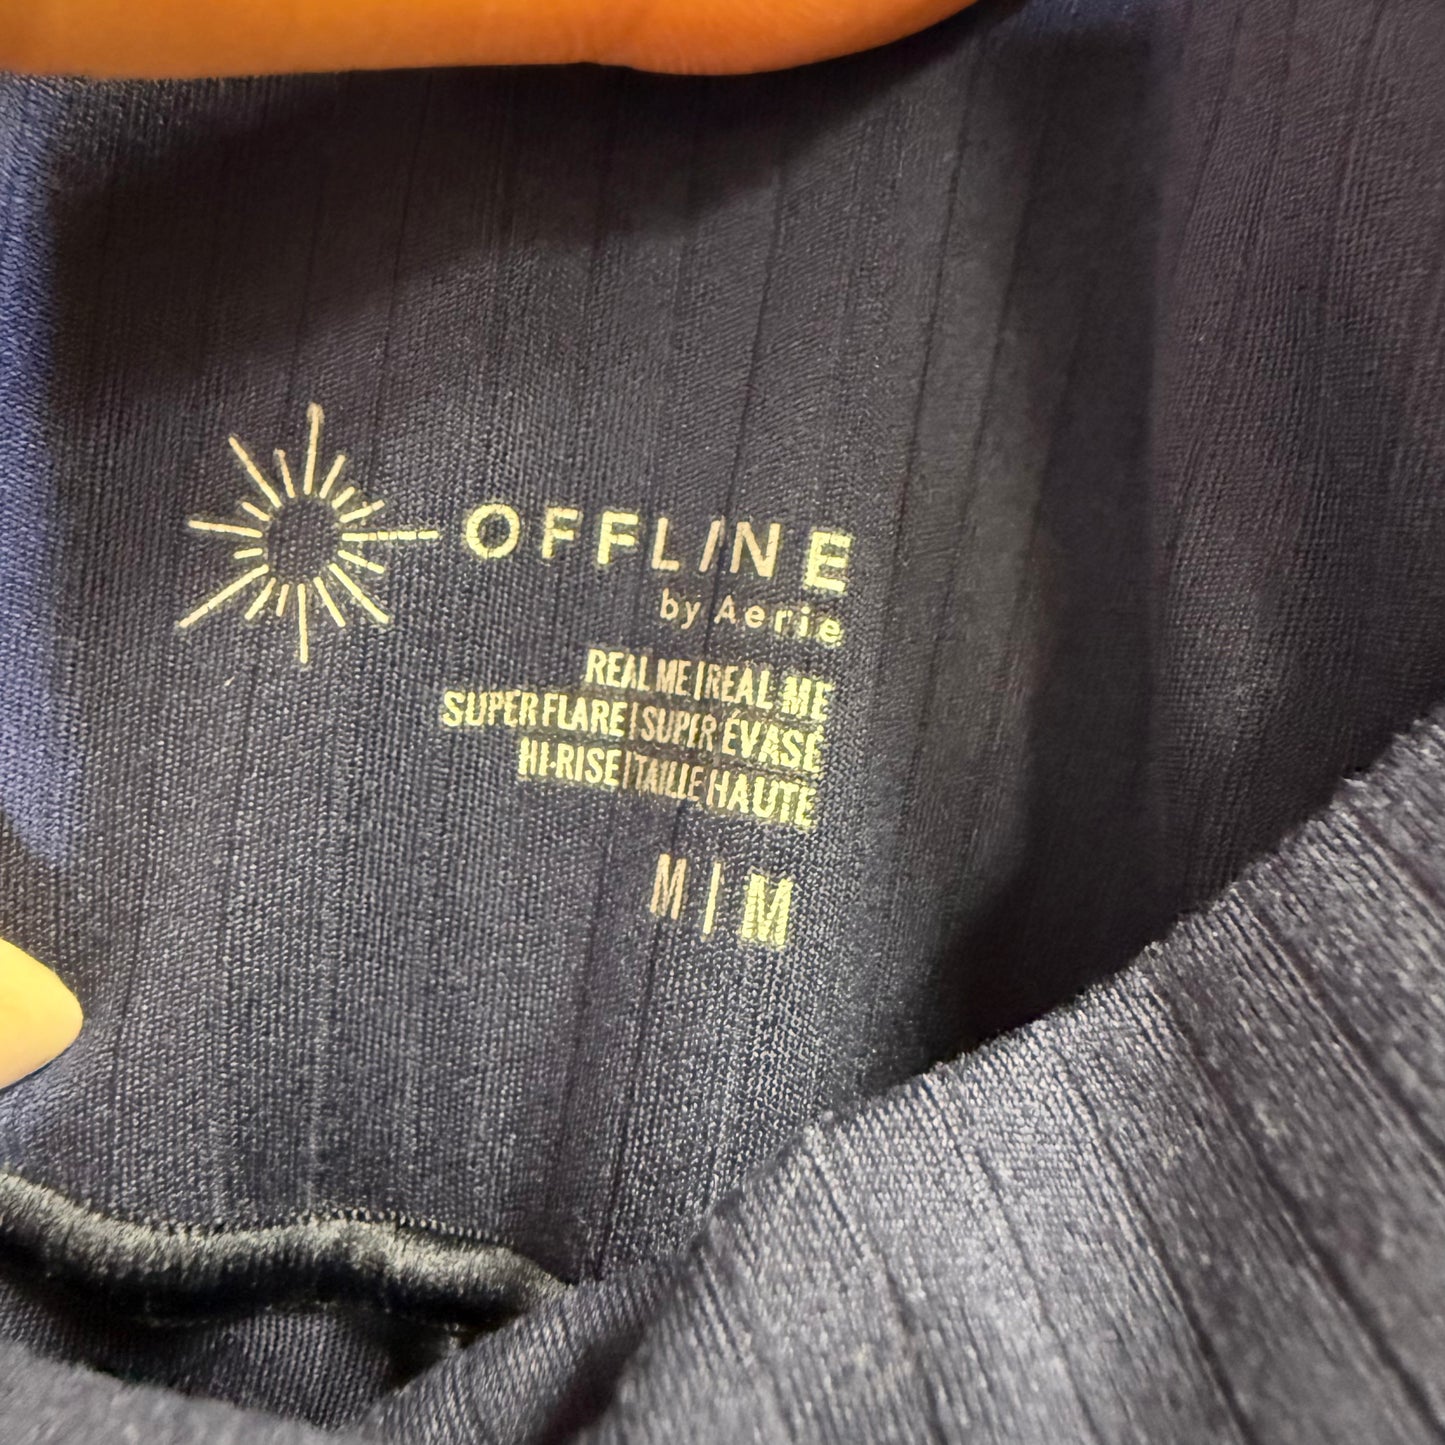 OFFLINE
by Aerie
REAL ME | REAL ME
SUPER FLARE | SUPER ÉVASÉ
HI-RISE | TAILLE HAUTE
M | M